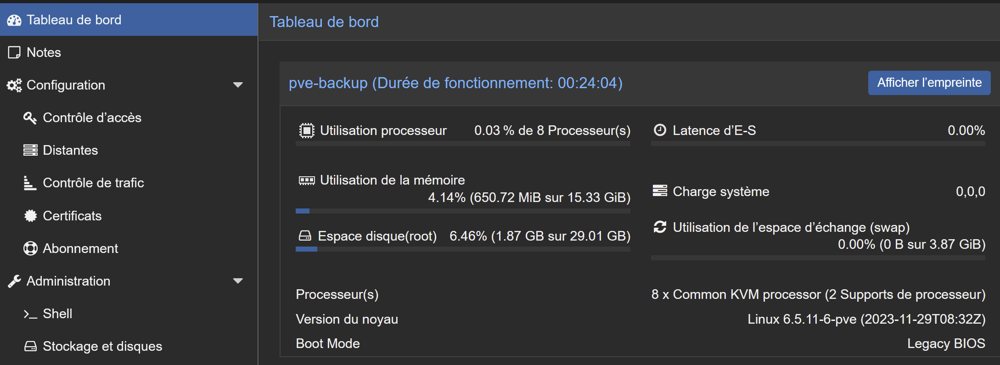 Tableau de bord
Notes
Configuration
Contrôle d’accès
Distantes
Contrôle de trafic
Certificats
Abonnement
Administration
Shell
Stockage et disques
Tableau de bord
pve-backup (Durée de fonctionnement: 00:24:04)
Afficher l’empreinte
Utilisation processeur 0.03 % de 8 Processeur(s)
Latence d’E-S 0.00%
Utilisation de la mémoire
4.14% (650.72 MiB sur 15.33 GiB)
Charge système 0,0,0
Espace disque(root) 6.46% (1.87 GB sur 29.01 GB)
Utilisation de l’espace d’échange (swap)
0.00% (0 B sur 3.87 GiB)
Processeur(s) 8 x Common KVM processor (2 Supports de processeur)
Version du noyau Linux 6.5.11-6-pve (2023-11-29T08:32Z)
Boot Mode Legacy BIOS